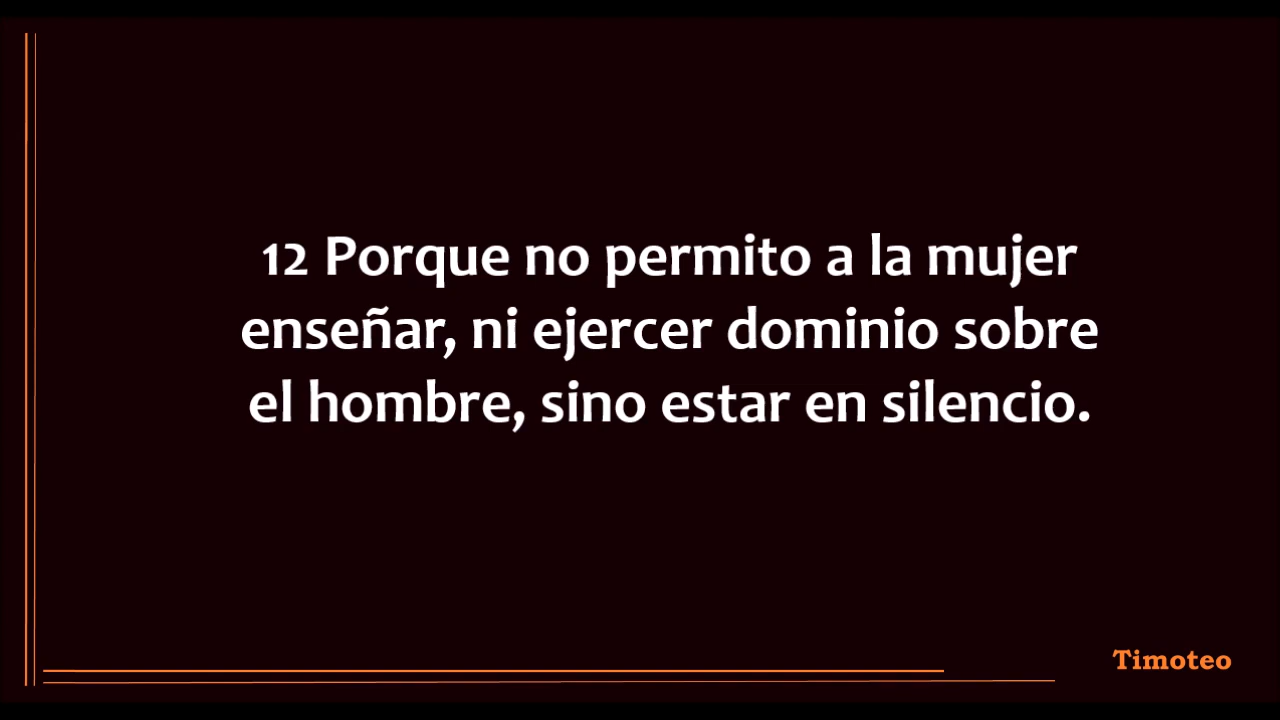 12 Porque no permito a la mujer
enseñar, ni ejercer dominio sobre
el hombre, sino estar en silencio.
Timoteo